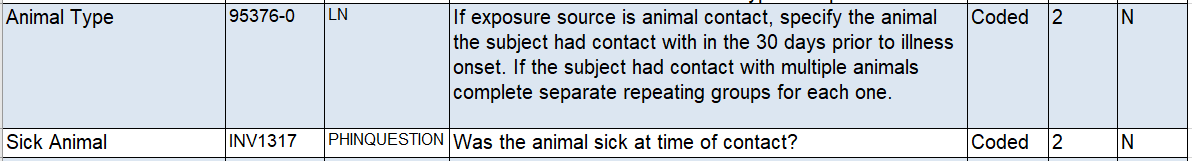 Animal Type 95376-0 LN If exposure source is animal contact, specify the animal Coded 2 N
the subject had contact with in the 30 days prior to illness
onset. If the subject had contact with multiple animals
complete separate repeating groups for each one.
Sick Animal INV1317 PHINQUESTION Was the animal sick at time of contact? Coded 2 N